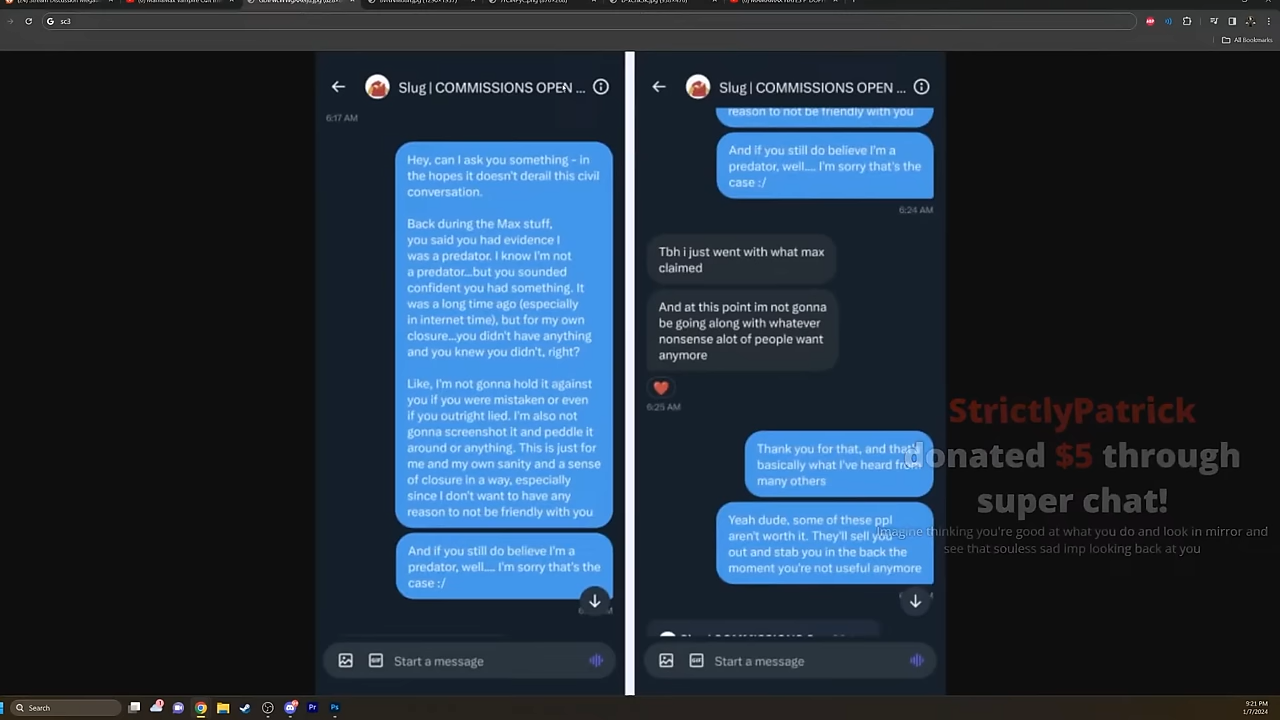 sc3
All Bookmarks
Slug | COMMISSIONS OPEN ...
6:17 AM
Hey, can I ask you something - in
the hopes it doesn't derail this civil
conversation.
Back during the Max stuff,
you said you had evidence I
was a predator. I know I'm not
a predator...but you sounded
confident you had something. It
was a long time ago (especially
in internet time), but for my own
closure...you didn't have anything
and you knew you didn't, right?
Like, I'm not gonna hold it against
you if you were mistaken or even
if you outright lied. I'm also not
gonna screenshot it and peddle it
around or anything. This is just for
me and my own sanity and a sense
of closure in a way, especially
since I don't want to have any
reason to not be friendly with you
And if you still do believe I'm a
predator, well.... I'm sorry that's the
case :/
Start a message
Slug | COMMISSIONS OPEN ...
reason to not be friendly with you
And if you still do believe I'm a
predator, well.... I'm sorry that's the
case :/
6:24 AM
Tbh i just went with what max
claimed
And at this point im not gonna
be going along with whatever
nonsense alot of people want
anymore
6:25 AM
Thank you for that, and that's
basically what I've heard from
many others
Yeah dude, some of these ppl
aren't worth it. They'll sell you
out and stab you in the back the
moment you're not useful anymore
Start a message
StrictlyPatrick
donated $5 through
super chat!
Imagine thinking you're good at what you do and look in mirror and
see that souless sad imp looking back at you
Search
9:21 PM
1/7/2024